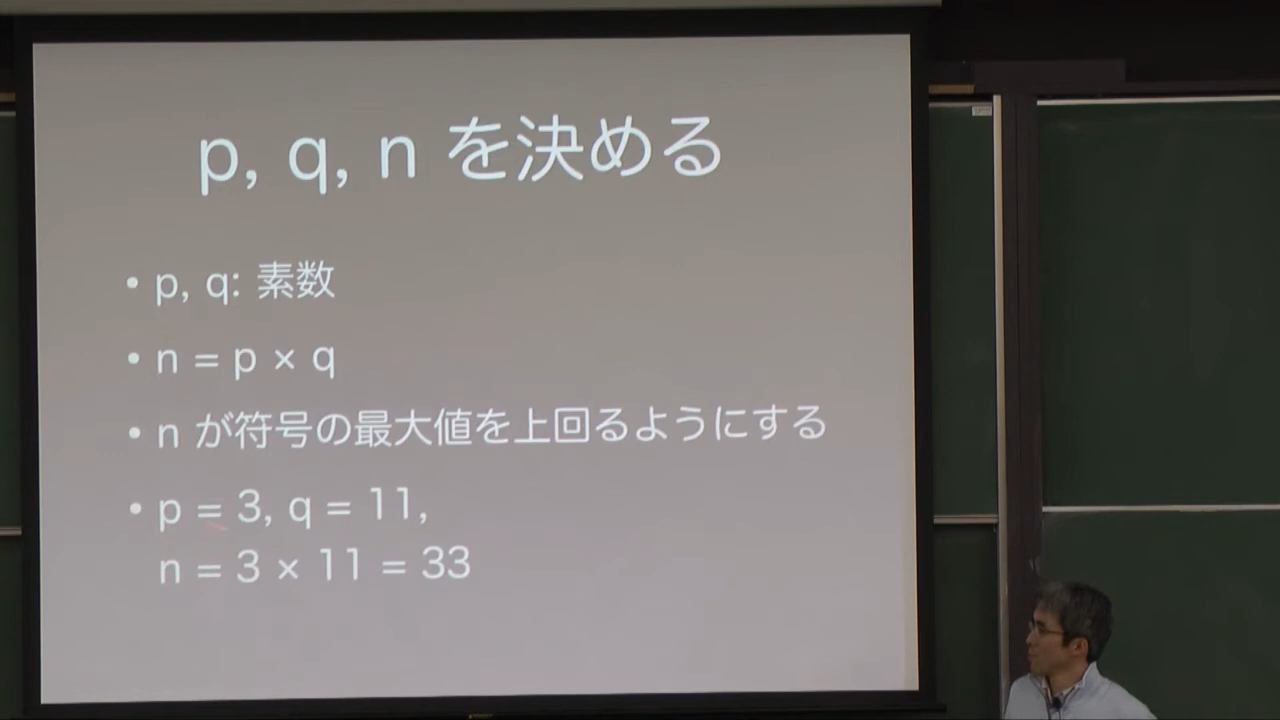 p, q, n を決める
• p, q: 素数
• n = p × q
• n が符号の最大値を上回るようにする
• p = 3, q = 11,
n = 3 × 11 = 33